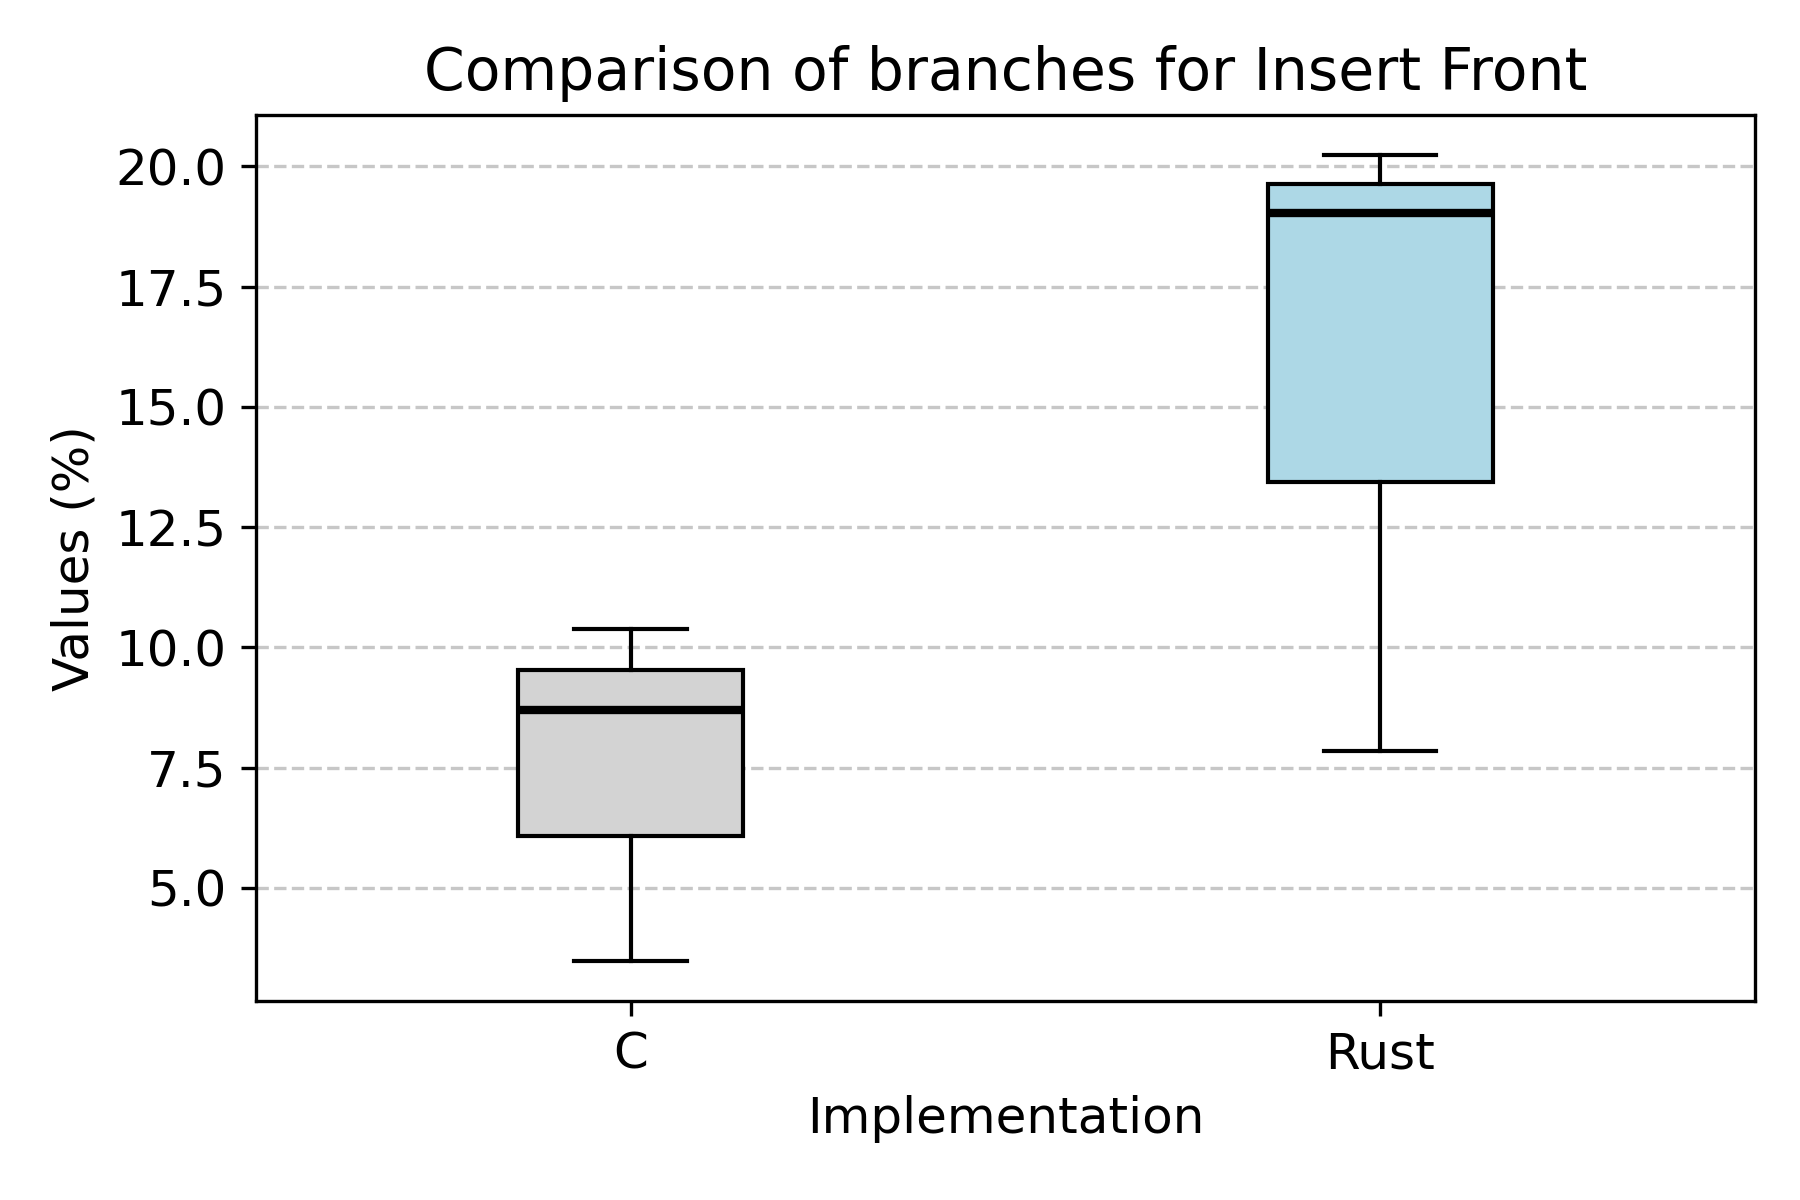 Comparison of branches for Insert Front
20.0
17.5
15.0
12.5
10.0
7.5
5.0
Values (%)
C
Rust
Implementation